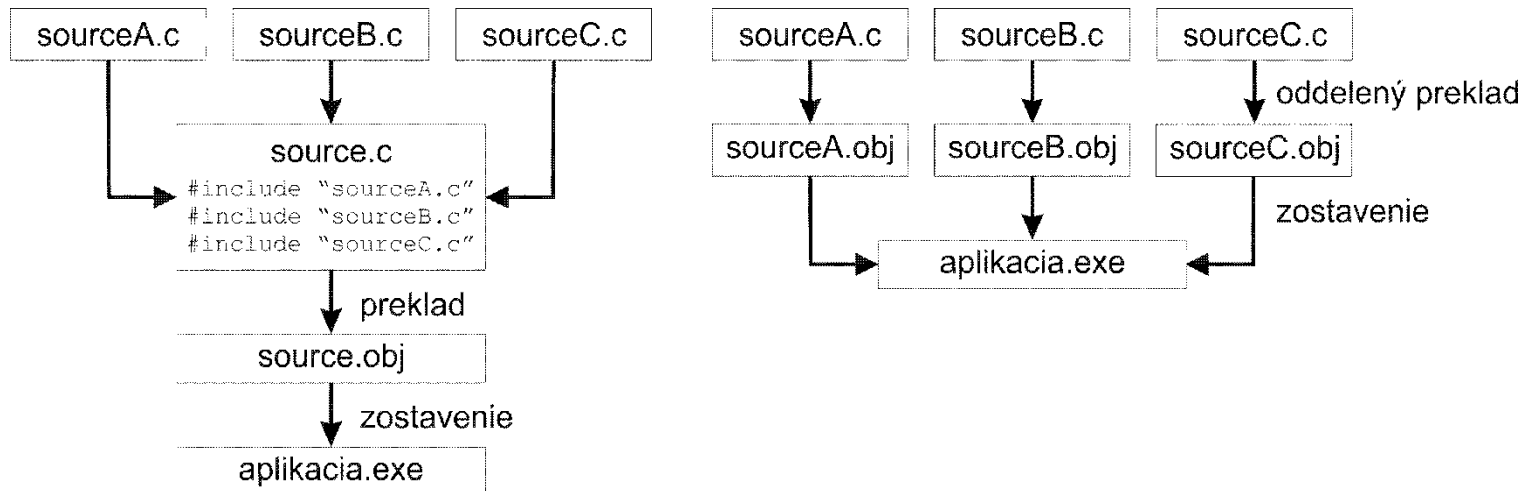 sourceA.c
sourceB.c
sourceC.c
source.c
#include “sourceA.c”
#include “sourceB.c”
#include “sourceC.c”
preklad
source.obj
zostavenie
aplikacia.exe
sourceA.c
sourceB.c
sourceC.c
oddelený preklad
sourceA.obj
sourceB.obj
sourceC.obj
zostavenie
aplikacia.exe